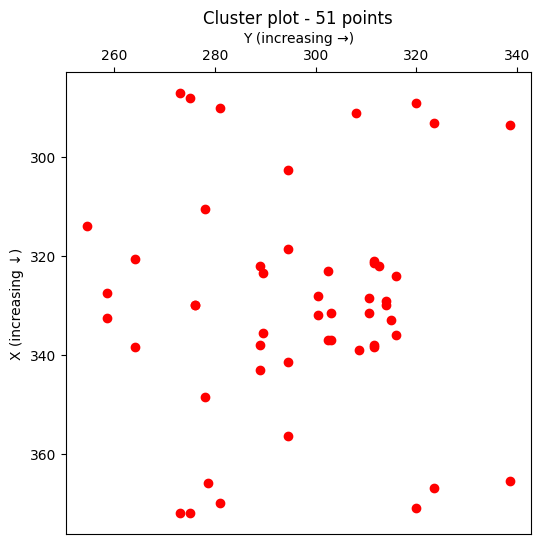 Cluster plot - 51 points
Y (increasing →)
260 280 300 320 340
300
320
340
360
X (increasing ↓)